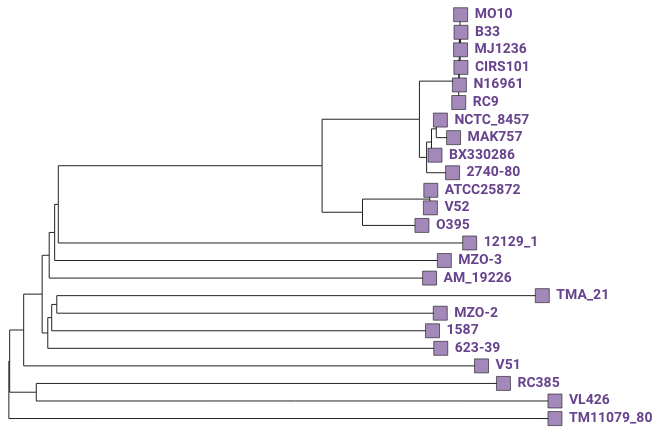 MO10
B33
MJ1236
CIRS101
N16961
RC9
NCTC_8457
MAK757
BX330286
2740-80
ATCC25872
V52
O395
12129_1
MZO-3
AM_19226
TMA_21
MZO-2
1587
623-39
V51
RC385
VL426
TM11079_80